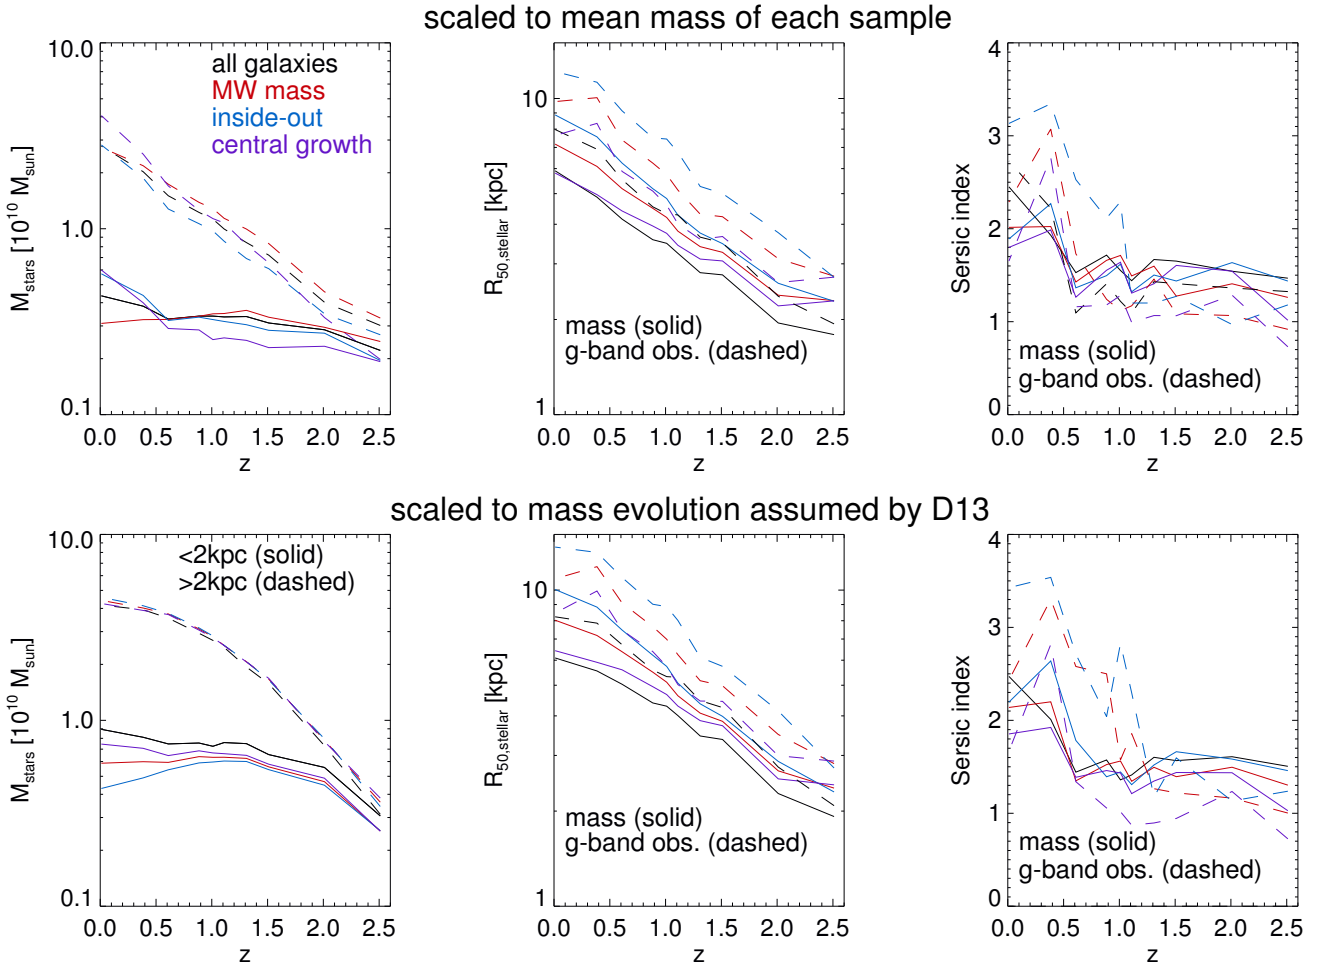 scaled to mean mass of each sample
10.0
1.0
0.1
M_stars [10^10 M_sun]
all galaxies
MW mass
inside-out
central growth
0.0 0.5 1.0 1.5 2.0 2.5
z
10
1
R_50,stellar [kpc]
mass (solid)
g-band obs. (dashed)
0.0 0.5 1.0 1.5 2.0 2.5
z
4
3
2
1
0
Sersic index
mass (solid)
g-band obs. (dashed)
0.0 0.5 1.0 1.5 2.0 2.5
z
scaled to mass evolution assumed by D13
10.0
1.0
0.1
M_stars [10^10 M_sun]
<2kpc (solid)
>2kpc (dashed)
0.0 0.5 1.0 1.5 2.0 2.5
z
10
1
R_50,stellar [kpc]
mass (solid)
g-band obs. (dashed)
0.0 0.5 1.0 1.5 2.0 2.5
z
4
3
2
1
0
Sersic index
mass (solid)
g-band obs. (dashed)
0.0 0.5 1.0 1.5 2.0 2.5
z